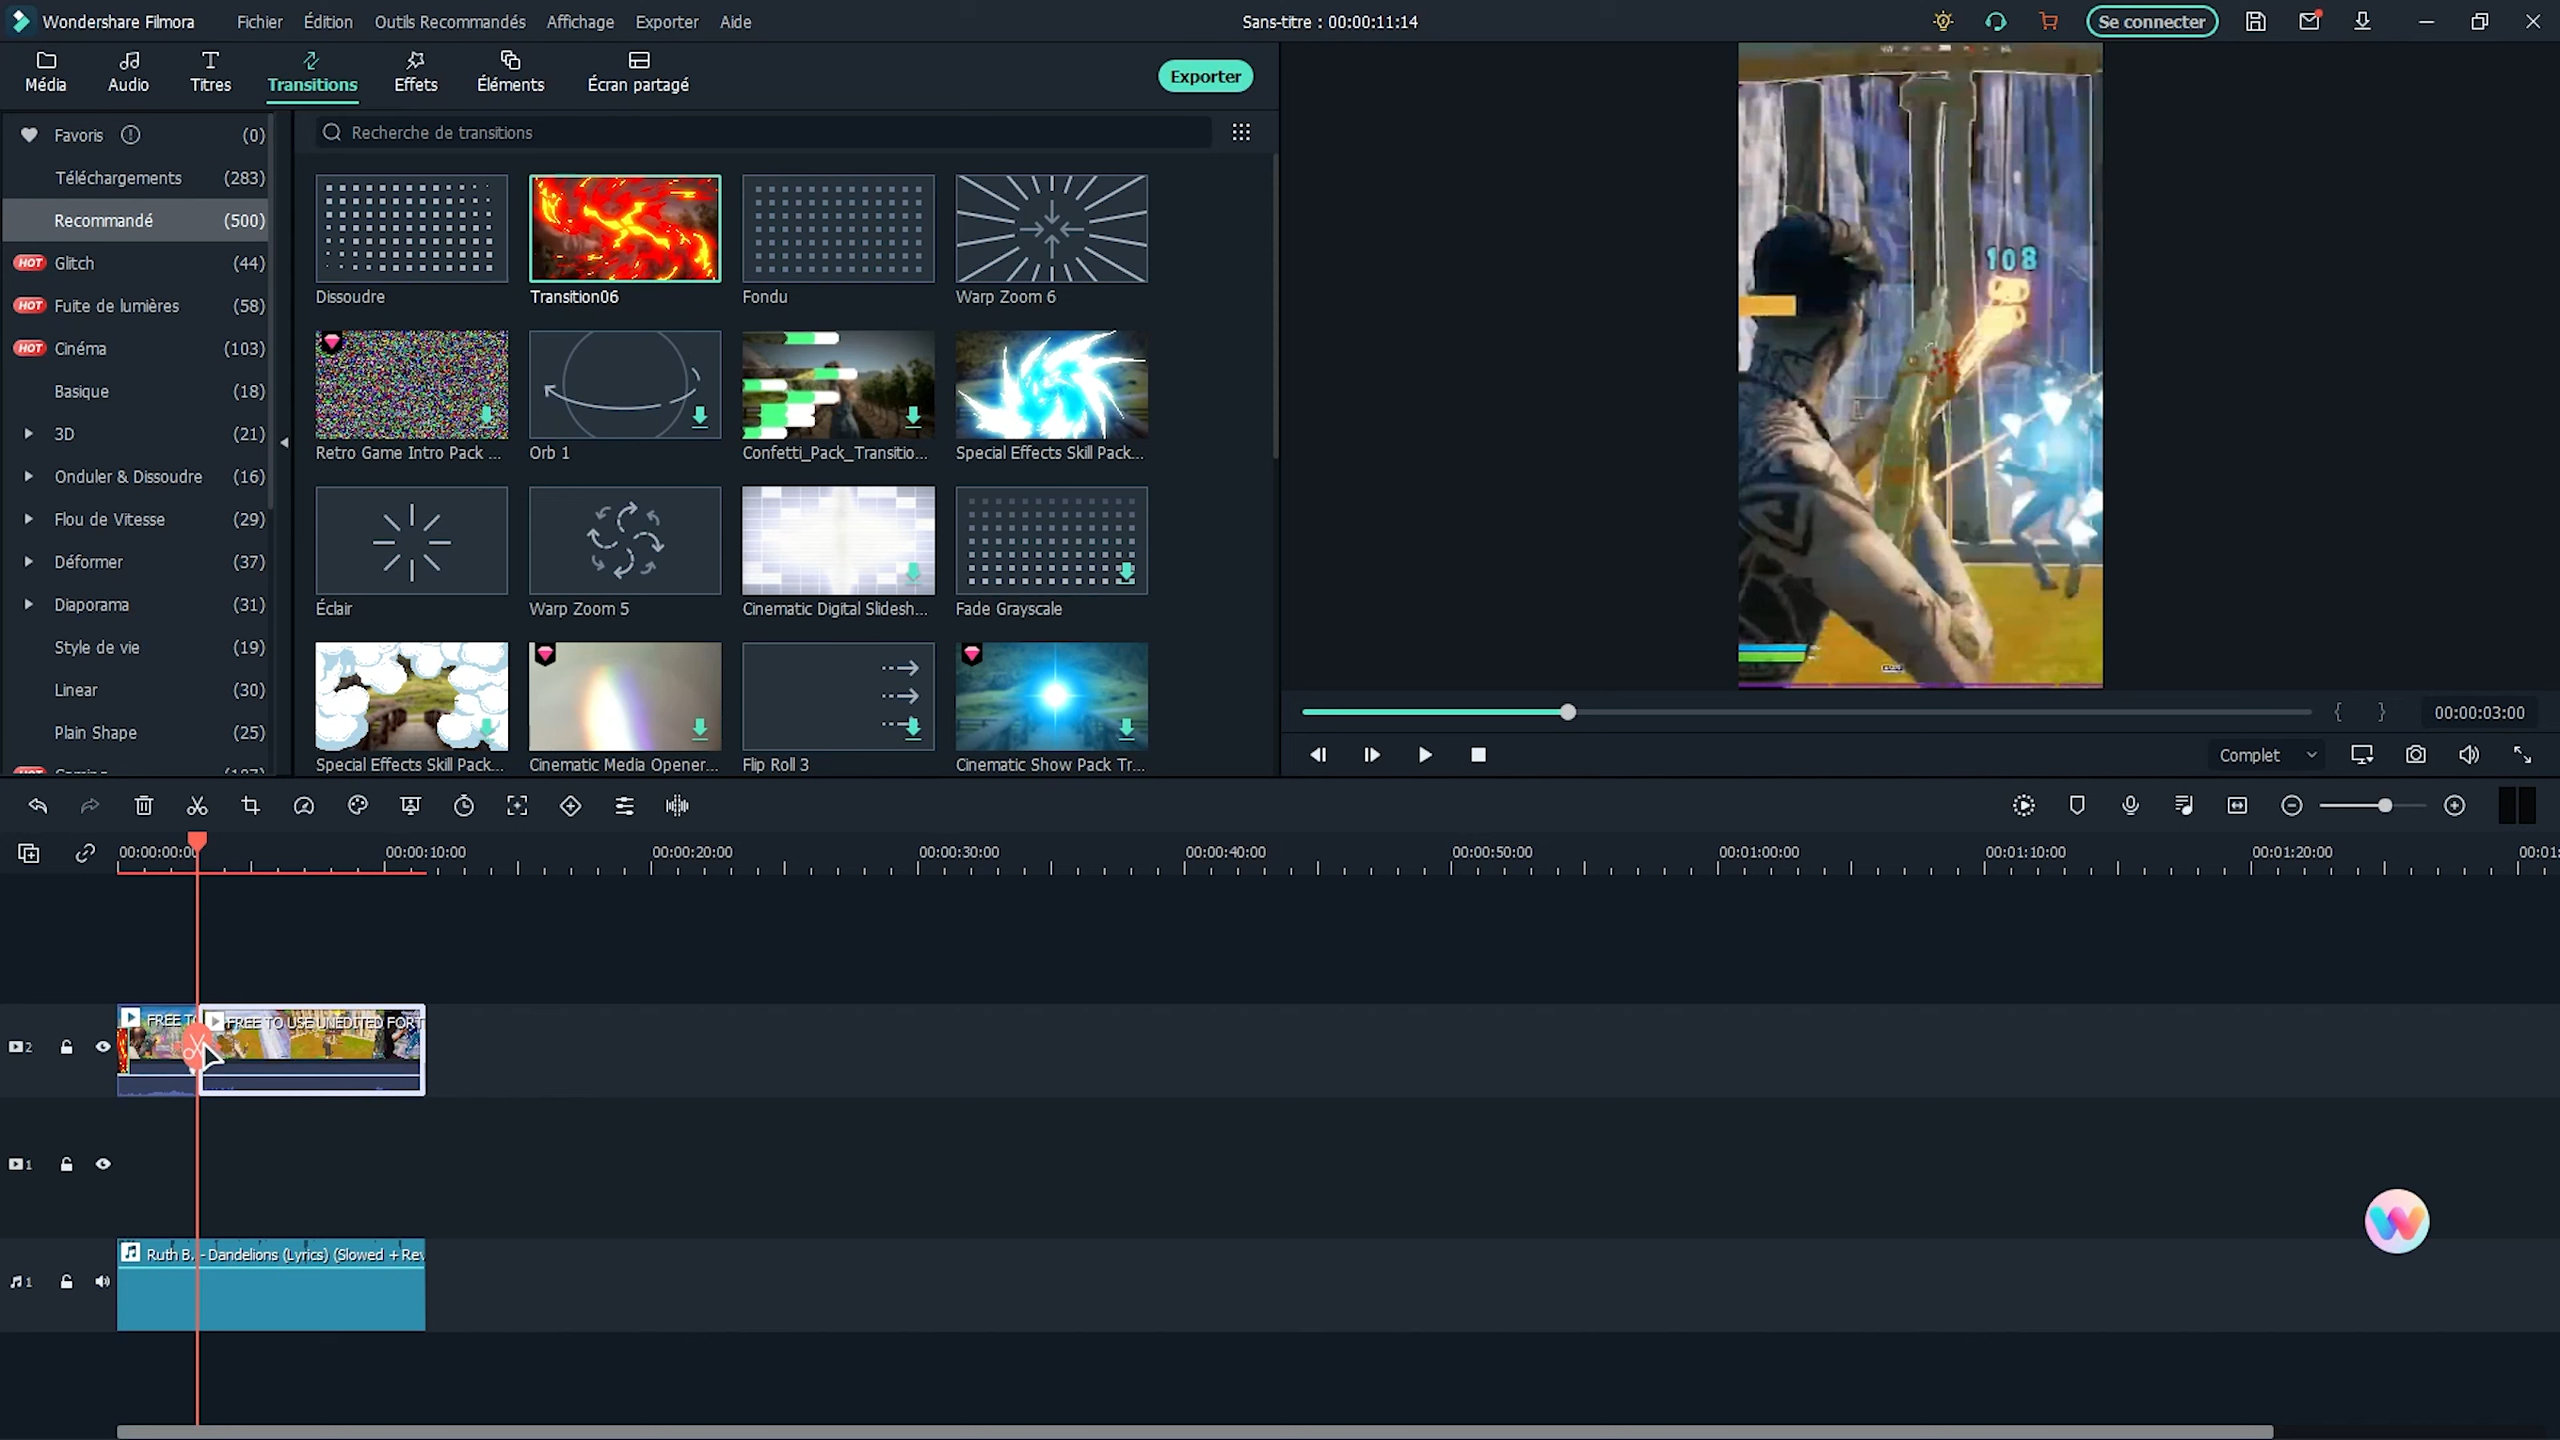 Wondershare Filmora
Fichier
Édition
Outils Recommandés
Affichage
Exporter
Aide
Sans-titre : 00:00:11:14
Se connecter
Média
Audio
Titres
Transitions
Effets
Éléments
Écran partagé
Exporter
Favoris (0)
Téléchargements (283)
Recommandé (500)
HOT Glitch (44)
HOT Fuite de lumières (58)
HOT Cinéma (103)
Basique (18)
3D (21)
Onduler & Dissoudre (16)
Flou de Vitesse (29)
Déformer (37)
Diaporama (31)
Style de vie (19)
Linear (30)
Plain Shape (25)
Recherche de transitions
Dissoudre
Transition06
Fondu
Warp Zoom 6
Retro Game Intro Pack ...
Orb 1
Confetti_Pack_Transitio...
Special Effects Skill Pack...
Éclair
Warp Zoom 5
Cinematic Digital Slidesh...
Fade Grayscale
Special Effects Skill Pack...
Cinematic Media Opener...
Flip Roll 3
Cinematic Show Pack Tr...
108
{ } 00:00:03:00
Complet
00:00:00:00
00:00:10:00
00:00:20:00
00:00:30:00
00:00:40:00
00:00:50:00
00:01:00:00
00:01:10:00
00:01:20:00
00:01:
2
FREE TO
FREE TO USE UNEDITED FORT
1
1
Ruth B. - Dandelions (Lyrics) (Slowed + Rev